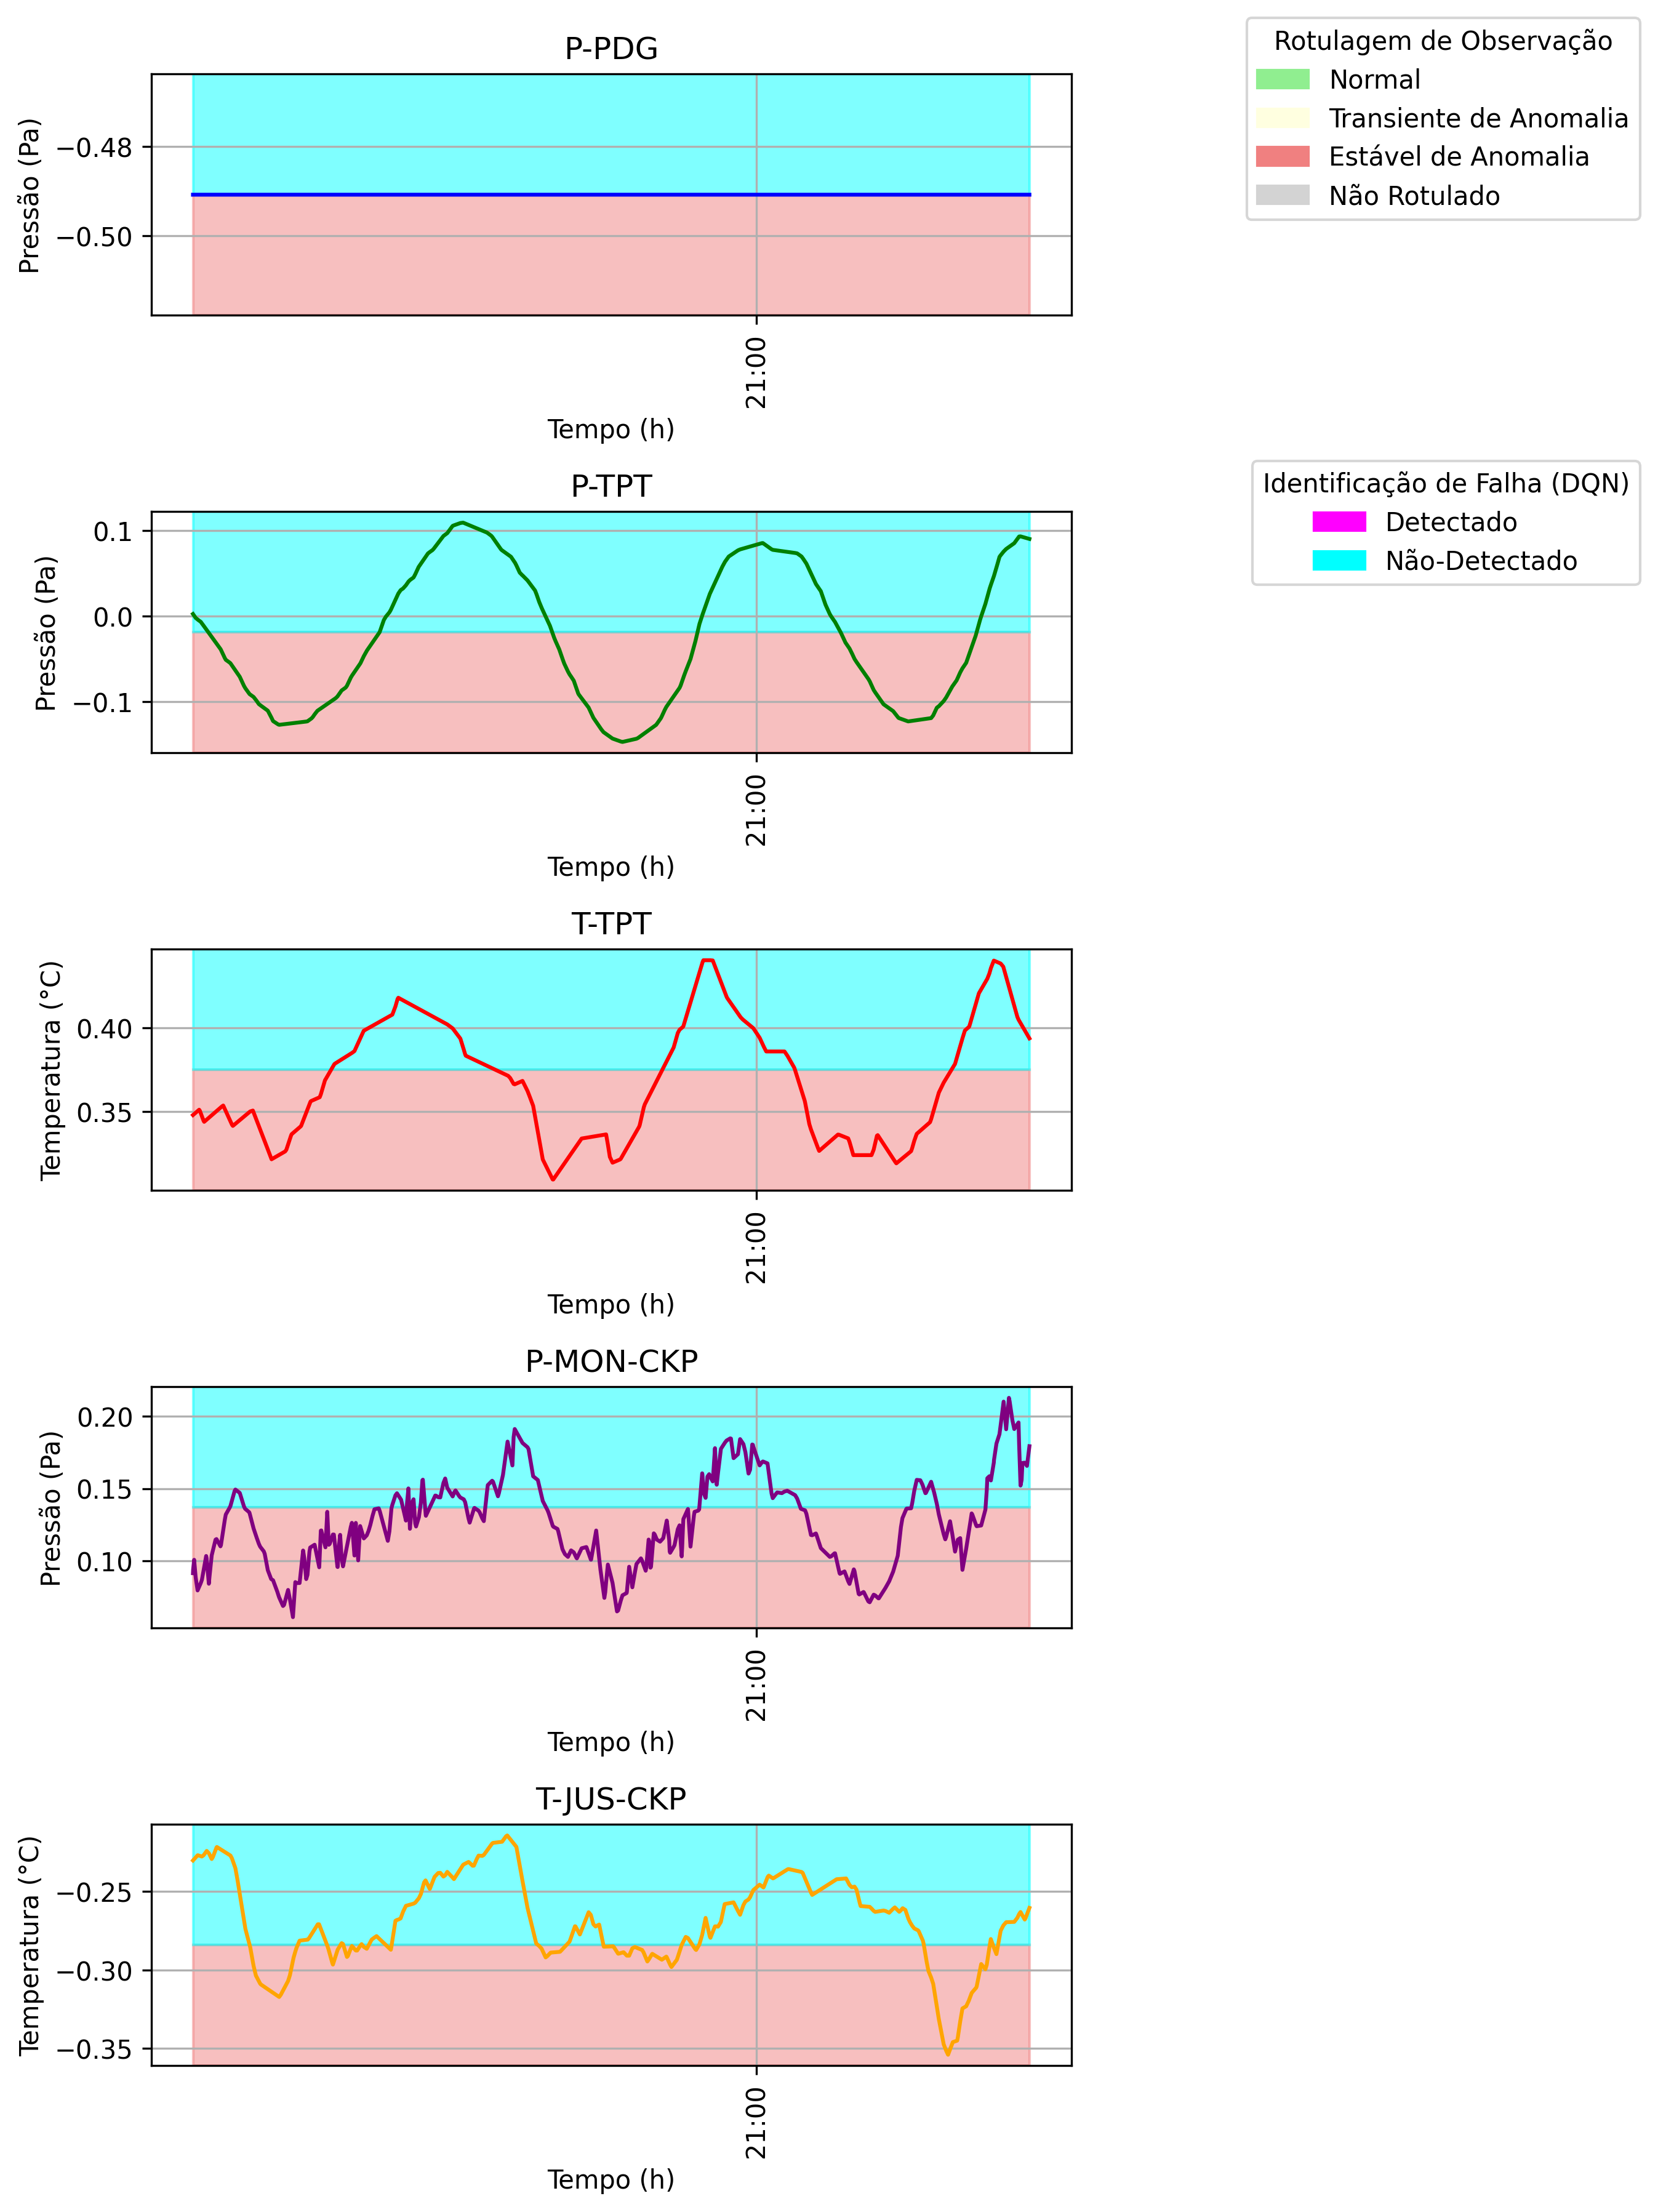 P-PDG
Pressão (Pa)
−0.48
−0.50
21:00
Tempo (h)
Rotulagem de Observação
Normal
Transiente de Anomalia
Estável de Anomalia
Não Rotulado
P-TPT
Pressão (Pa)
0.1
0.0
−0.1
21:00
Tempo (h)
Identificação de Falha (DQN)
Detectado
Não-Detectado
T-TPT
Temperatura (°C)
0.40
0.35
21:00
Tempo (h)
P-MON-CKP
Pressão (Pa)
0.20
0.15
0.10
21:00
Tempo (h)
T-JUS-CKP
Temperatura (°C)
−0.25
−0.30
−0.35
21:00
Tempo (h)